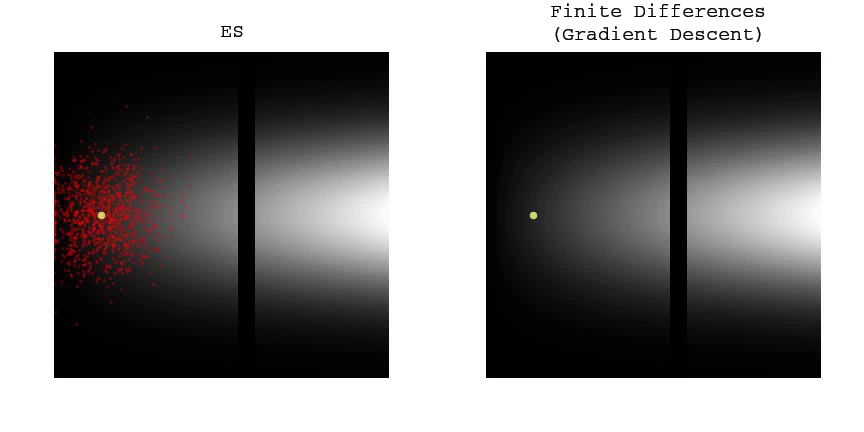 ES
Finite Differences
(Gradient Descent)